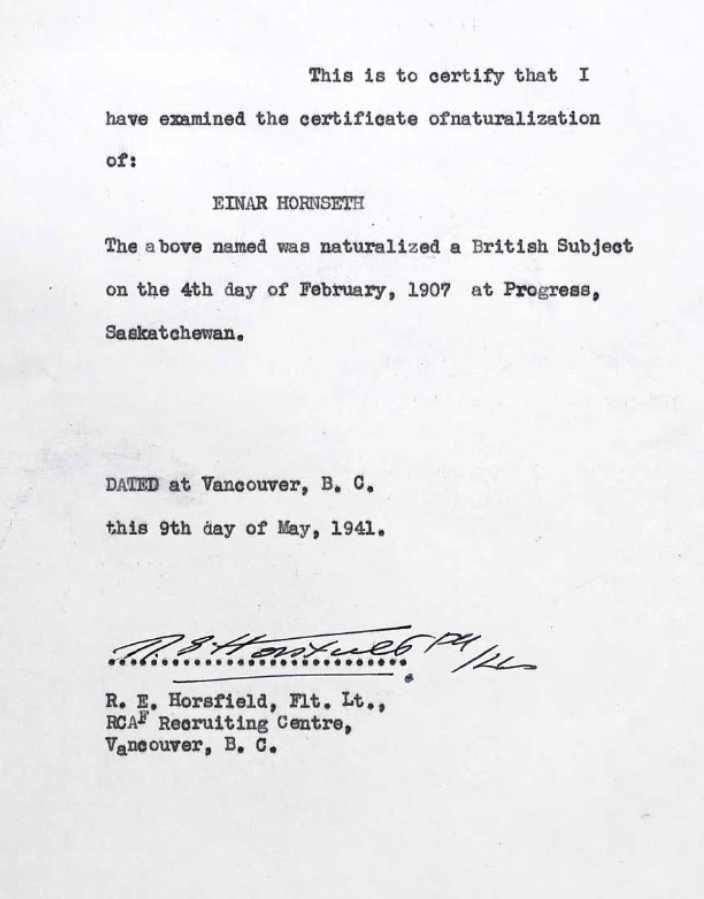 This is to certify that I
have examined the certificate ofnaturalization
of:
EINAR HORNSETH
The above named was naturalized a British Subject
on the 4th day of February, 1907 at Progress,
Saskatchewan.
DATED at Vancouver, B. C.
this 9th day of May, 1941.
R. E. Horsfield F/Lt
R. E. Horsfield, Flt. Lt.,
RCAF Recruiting Centre,
Vancouver, B. C.